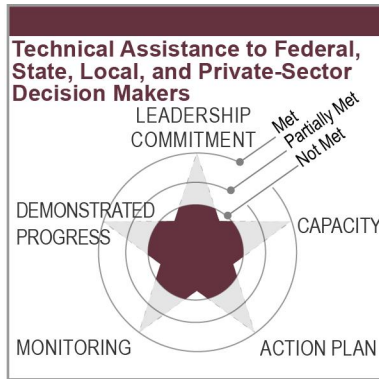 Technical Assistance to Federal,
State, Local, and Private-Sector
Decision Makers
LEADERSHIP
COMMITMENT
Met
Partially Met
Not Met
DEMONSTRATED
PROGRESS
CAPACITY
MONITORING
ACTION PLAN